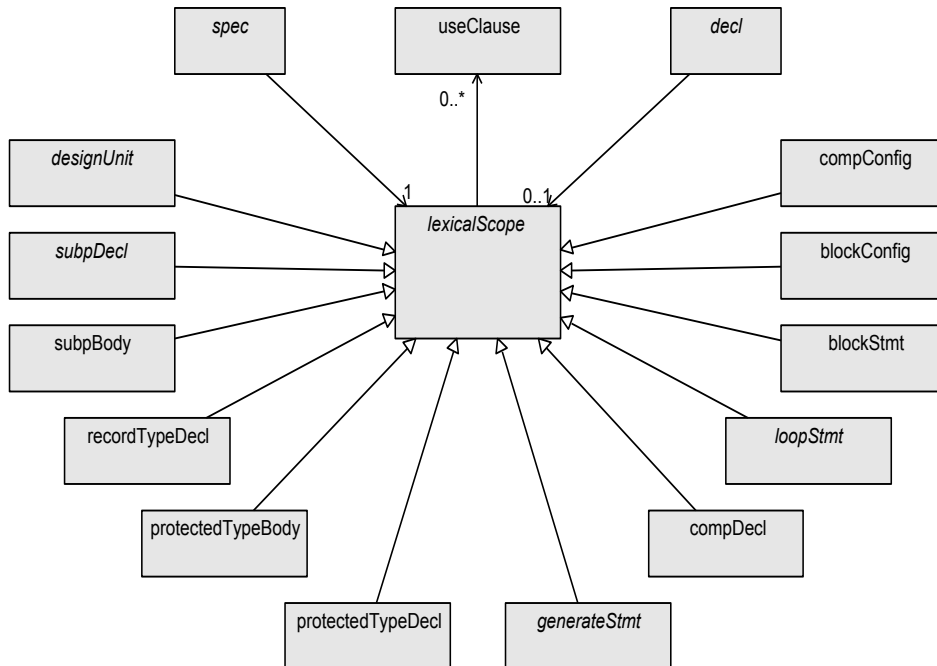 spec
useClause
decl
0..*
designUnit
compConfig
1
0..1
lexicalScope
subpDecl
blockConfig
subpBody
blockStmt
recordTypeDecl
loopStmt
protectedTypeBody
compDecl
protectedTypeDecl
generateStmt